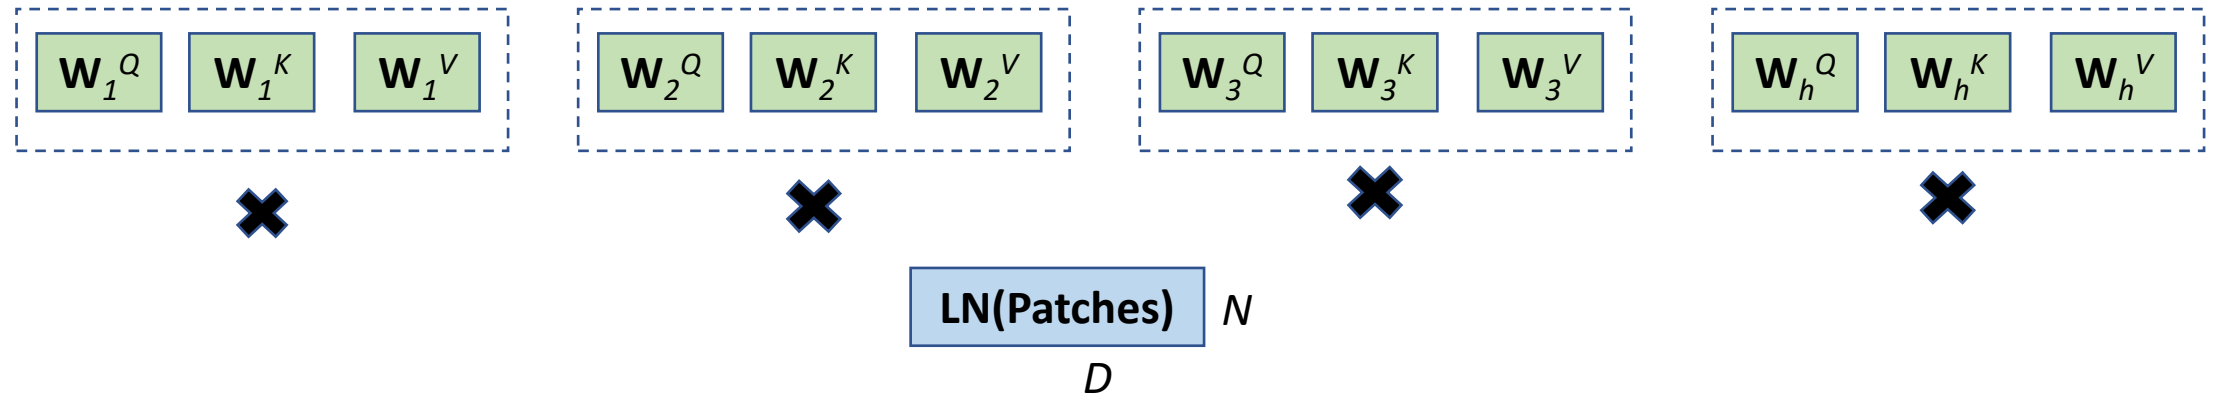 W₁Q W₁K W₁V W₂Q W₂K W₂V W₃Q W₃K W₃V WₕQ WₕK WₕV
LN(Patches) N
D